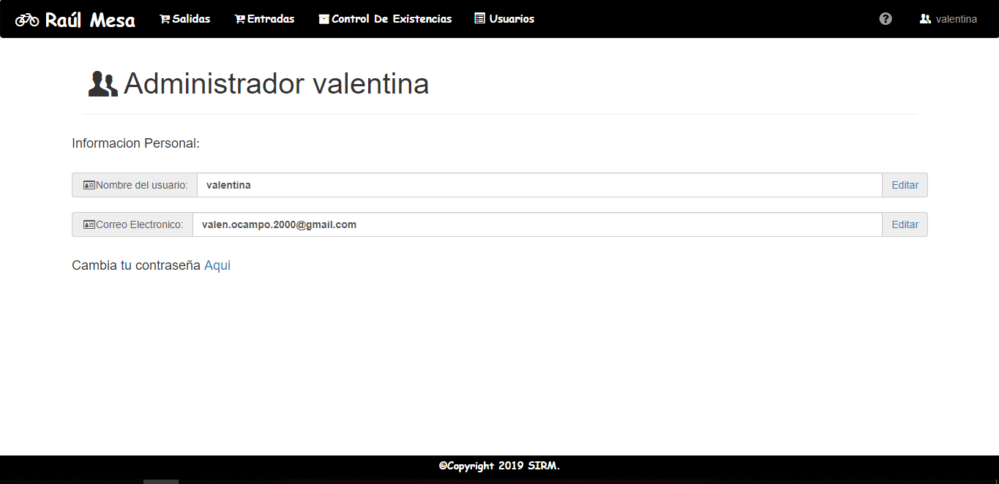 Raúl Mesa Salidas Entradas Control De Existencias Usuarios ? valentina
Administrador valentina
Informacion Personal:
Nombre del usuario: valentina Editar
Correo Electronico: valen.ocampo.2000@gmail.com Editar
Cambia tu contraseña Aqui
©Copyright 2019 SIRM.